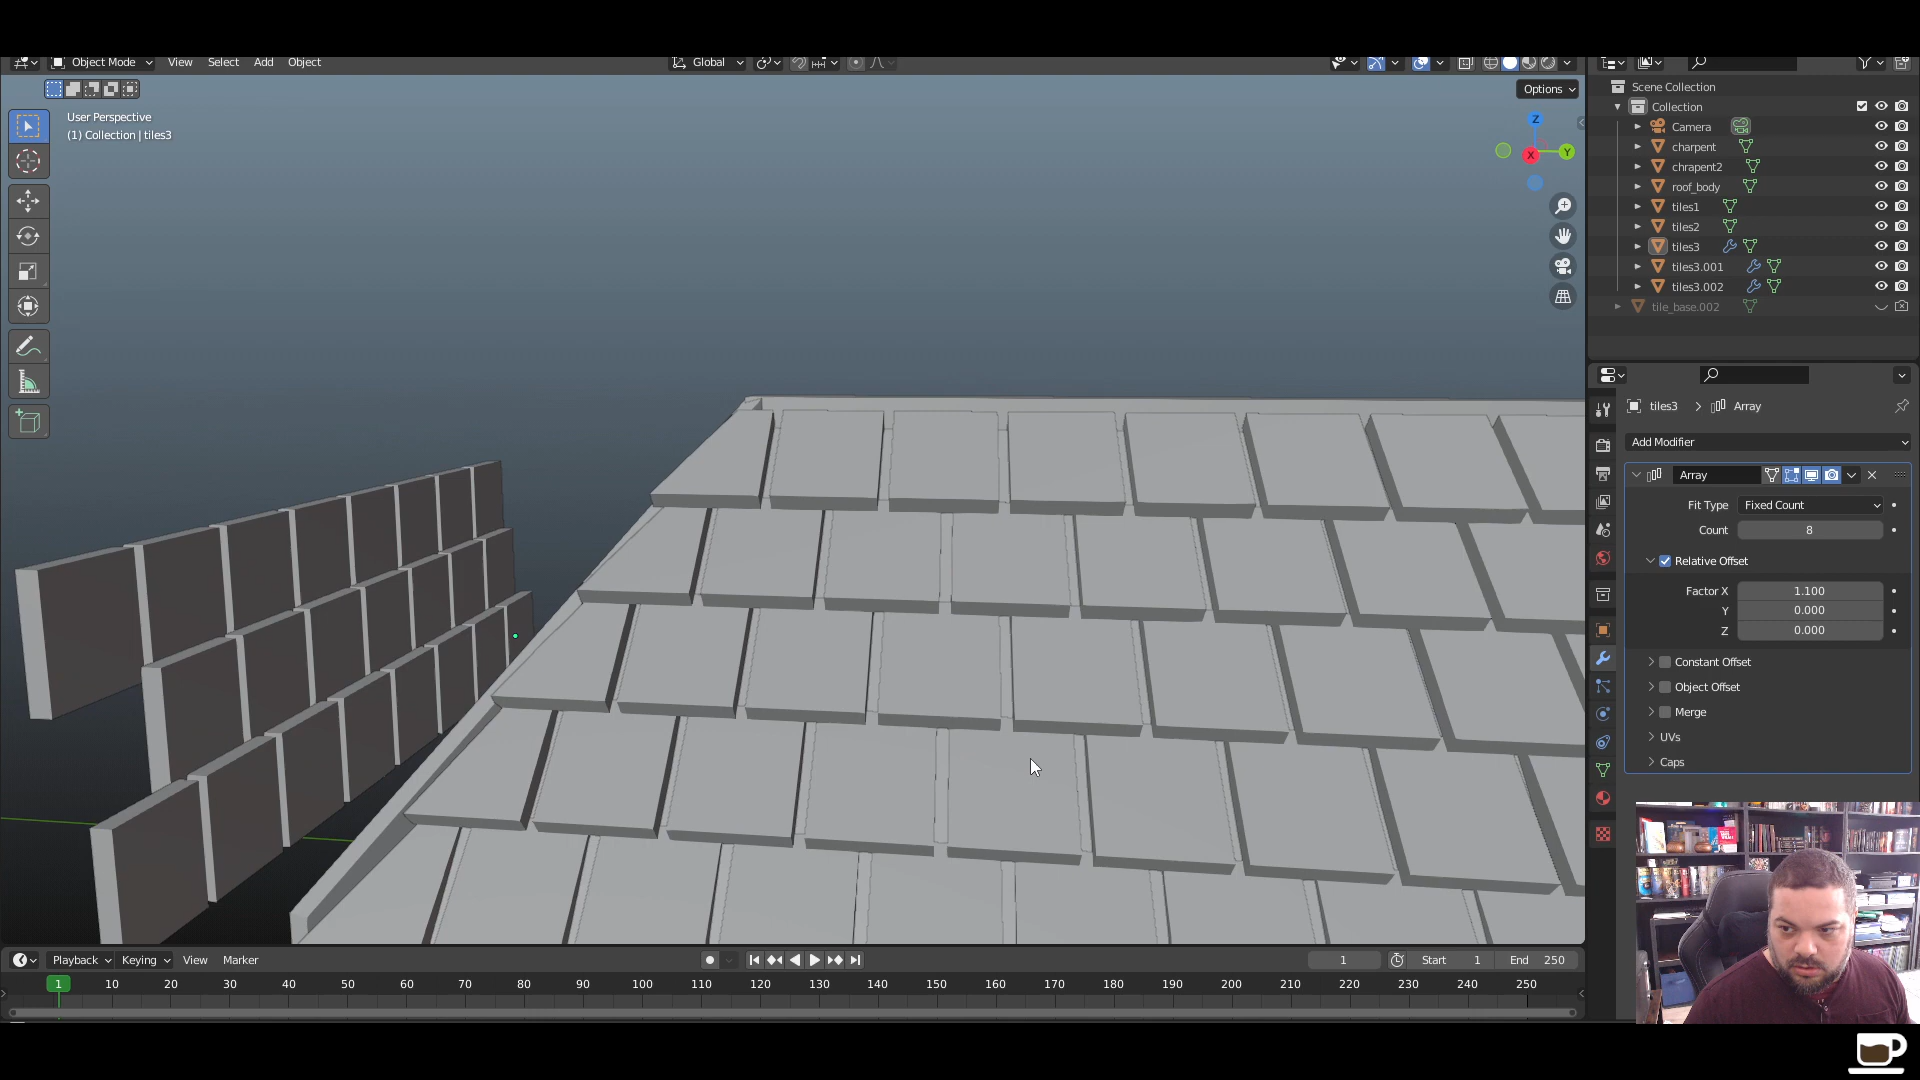 Object Mode
View
Select
Add
Object
Global
Options
User Perspective
(1) Collection | tiles3
Z
X
Y
Scene Collection
Collection
Camera
charpent
chrapent2
roof_body
tiles1
tiles2
tiles3
tiles3.001
tiles3.002
tile_base.002
tiles3
Array
Add Modifier
Array
Fit Type
Fixed Count
Count
8
Relative Offset
Factor X
1.100
Y
0.000
Z
0.000
Constant Offset
Object Offset
Merge
UVs
Caps
Playback
Keying
View
Marker
1
Start
1
End
250
1
10
20
30
40
50
60
70
80
90
100
110
120
130
140
150
160
170
180
190
200
210
220
230
240
250